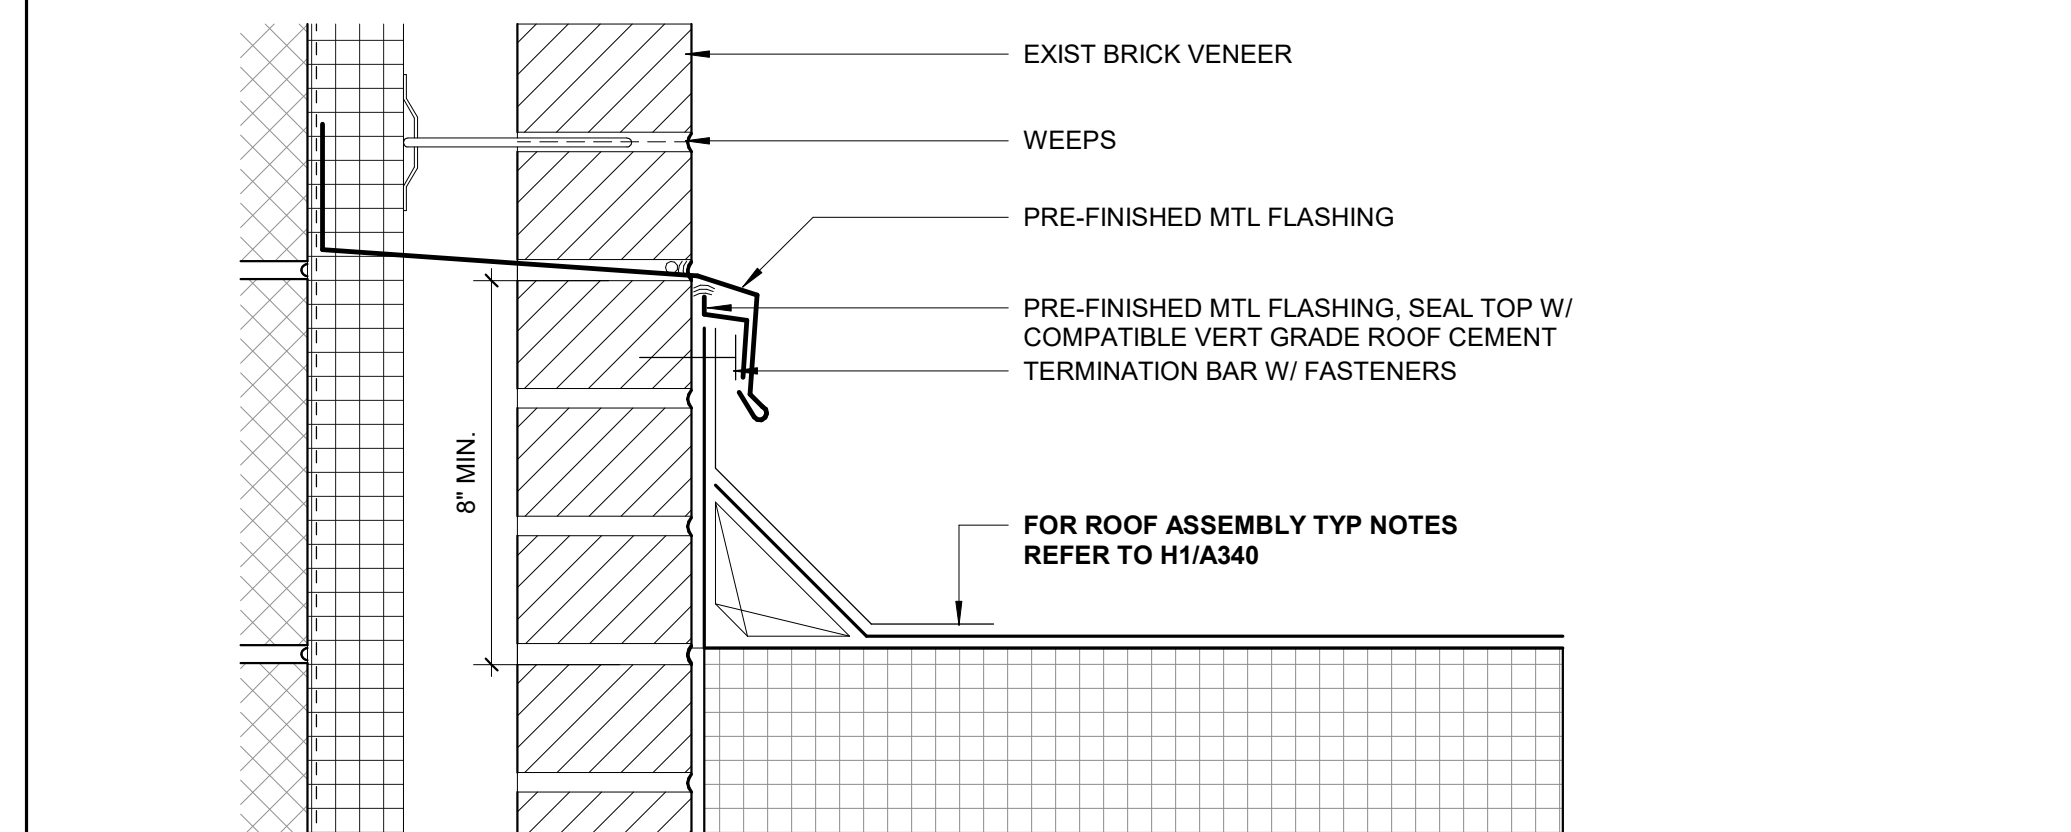 EXIST BRICK VENEER
WEEPS
PRE-FINISHED MTL FLASHING
PRE-FINISHED MTL FLASHING, SEAL TOP W/
COMPATIBLE VERT GRADE ROOF CEMENT
TERMINATION BAR W/ FASTENERS
8" MIN.
FOR ROOF ASSEMBLY TYP NOTES
REFER TO H1/A340